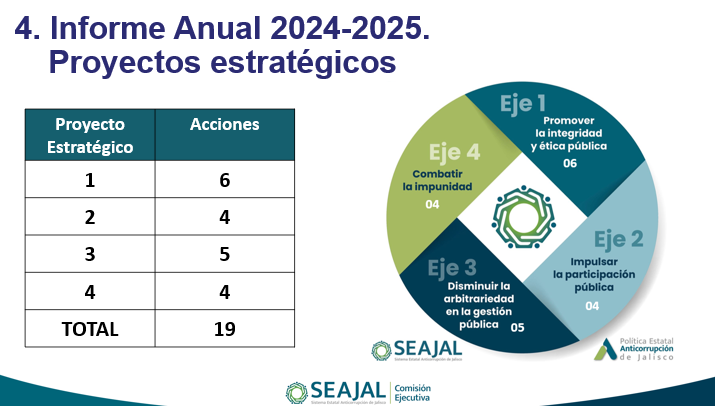 4. Informe Anual 2024-2025.
Proyectos estratégicos
Proyecto Estratégico Acciones
1 6
2 4
3 5
4 4
TOTAL 19
Eje 1
Promover
la integridad
y ética pública
06
Eje 2
Impulsar
la participación
pública
04
Eje 3
Disminuir la
arbitrariedad
en la gestión
pública 05
Eje 4
Combatir
la impunidad
04
SEAJAL
Sistema Estatal Anticorrupción de Jalisco
Política Estatal
Anticorrupción
de Jalisco
SEAJAL
Sistema Estatal Anticorrupción de Jalisco
Comisión
Ejecutiva